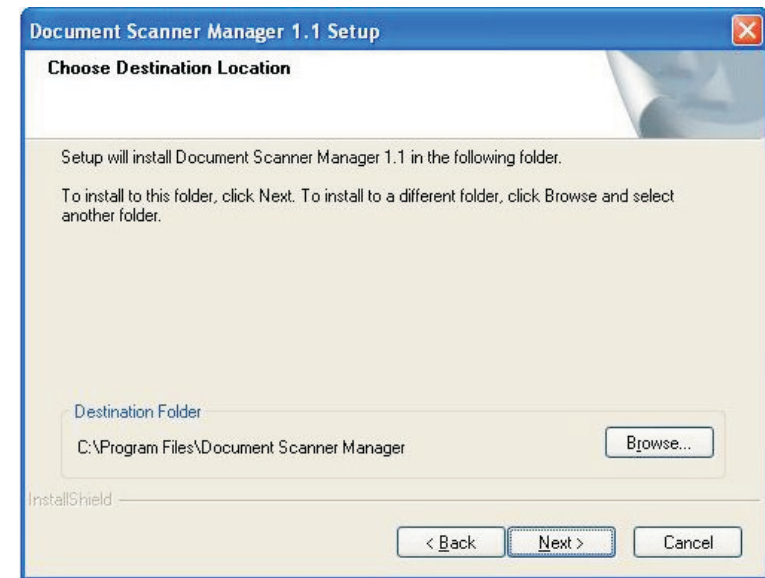 Document Scanner Manager 1.1 Setup
Choose Destination Location
Setup will install Document Scanner Manager 1.1 in the following folder.
To install to this folder, click Next. To install to a different folder, click Browse and select
another folder.
Destination Folder
C:\Program Files\Document Scanner Manager
Browse...
InstallShield
< Back
Next >
Cancel